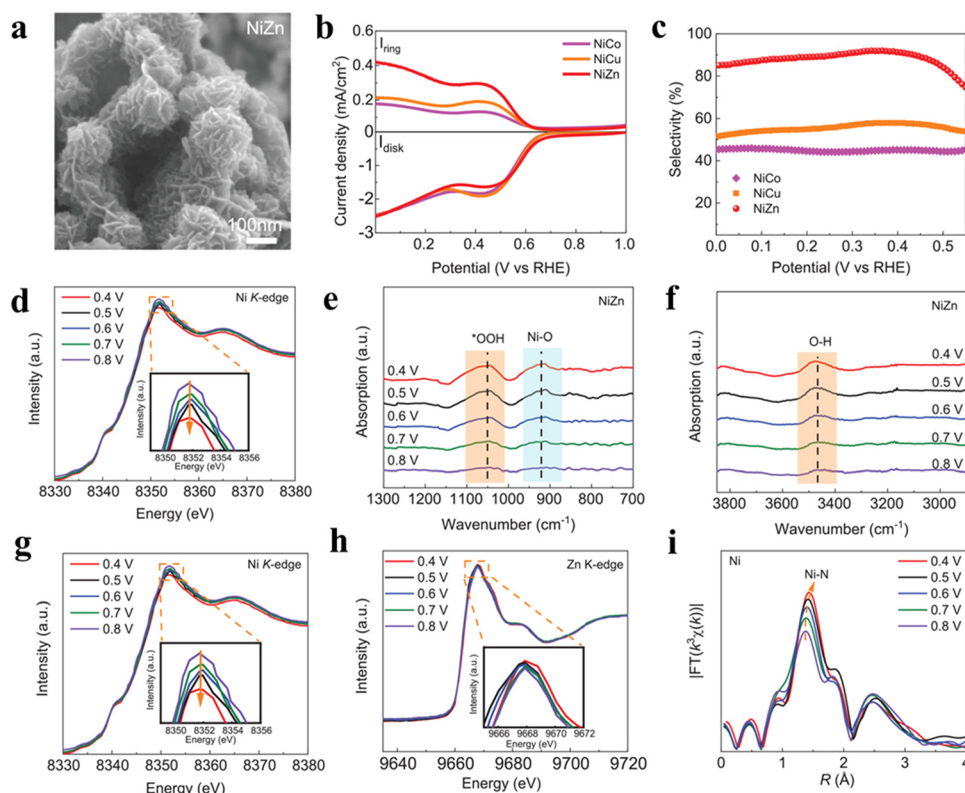 a
NiZn
100nm
b
I_ring
NiCo
NiCu
NiZn
I_disk
0.4
0.2
0
-1
-2
-3
0.2 0.4 0.6 0.8 1.0
Current density (mA/cm²)
Potential (V vs RHE)
c
100
80
60
40
20
0.0 0.1 0.2 0.3 0.4 0.5
Selectivity (%)
NiCo
NiCu
NiZn
Potential (V vs RHE)
d
0.4 V
0.5 V
0.6 V
0.7 V
0.8 V
Ni K-edge
Intensity (a.u.)
Intensity (a.u.)
8350 8352 8354 8356
Energy (eV)
8330 8340 8350 8360 8370 8380
Energy (eV)
e
NiZn
*OOH
Ni-O
0.4 V
0.5 V
0.6 V
0.7 V
0.8 V
Absorption (a.u.)
1300 1200 1100 1000 900 800 700
Wavenumber (cm⁻¹)
f
NiZn
O-H
0.4 V
0.5 V
0.6 V
0.7 V
0.8 V
Absorption (a.u.)
3800 3600 3400 3200 3000
Wavenumber (cm⁻¹)
g
0.4 V
0.5 V
0.6 V
0.7 V
0.8 V
Ni K-edge
Intensity (a.u.)
Intensity (a.u.)
8350 8352 8354 8356
Energy (eV)
8330 8340 8350 8360 8370 8380
Energy (eV)
h
0.4 V
0.5 V
0.6 V
0.7 V
0.8 V
Zn K-edge
Intensity (a.u.)
Intensity (a.u.)
9666 9668 9670 9672
Energy (eV)
9640 9660 9680 9700 9720
Energy (eV)
i
Ni
Ni-N
0.4 V
0.5 V
0.6 V
0.7 V
0.8 V
|FT(k³χ(k))|
0 1 2 3 4
R (Å)